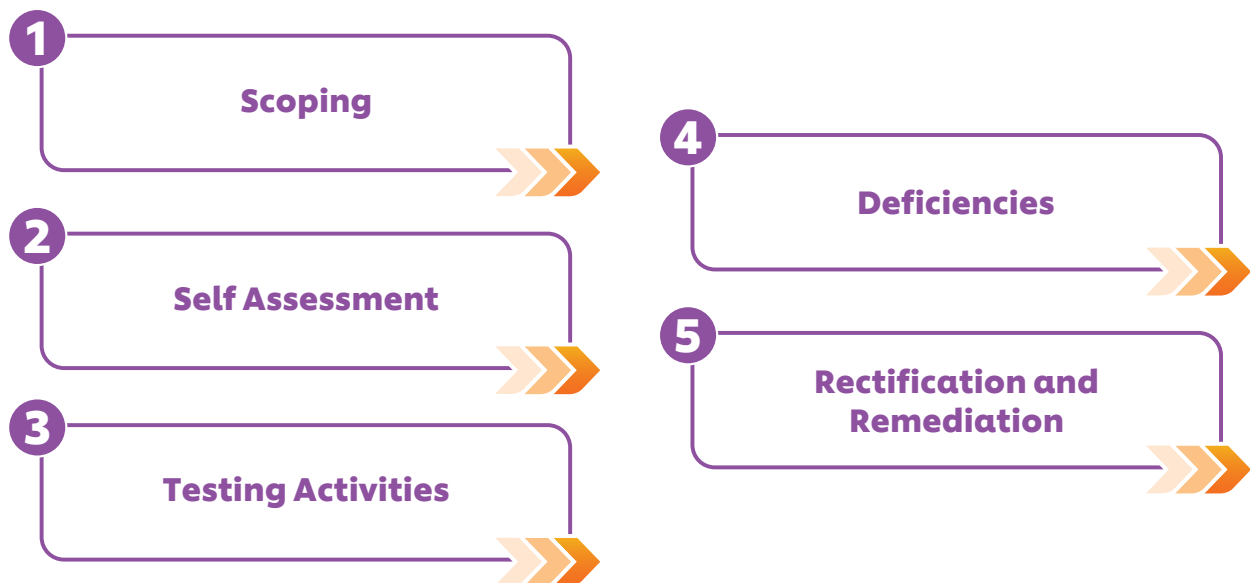 1
Scoping
2
Self Assessment
3
Testing Activities
4
Deficiencies
5
Rectification and
Remediation